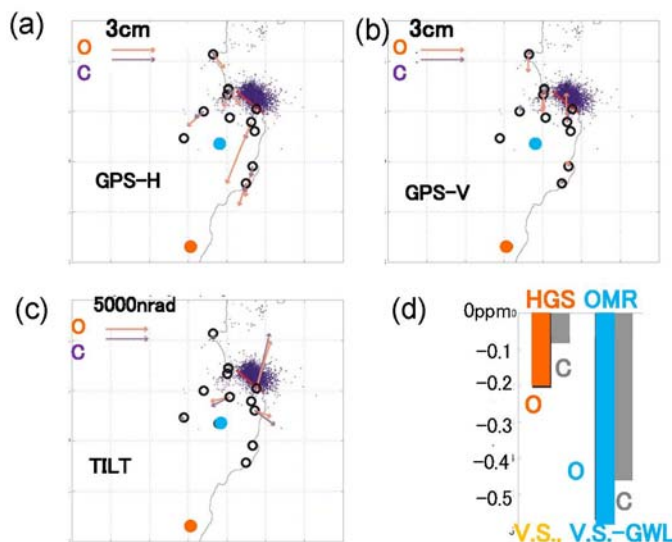 (a)
3cm
O
C
GPS-H
(b)
3cm
O
C
GPS-V
(c)
5000nrad
O
C
TILT
(d)
HGS OMR
0ppm
-0.1
-0.2
-0.3
-0.4
-0.5
C
O
O
C
V.S.. V.S.-GWL